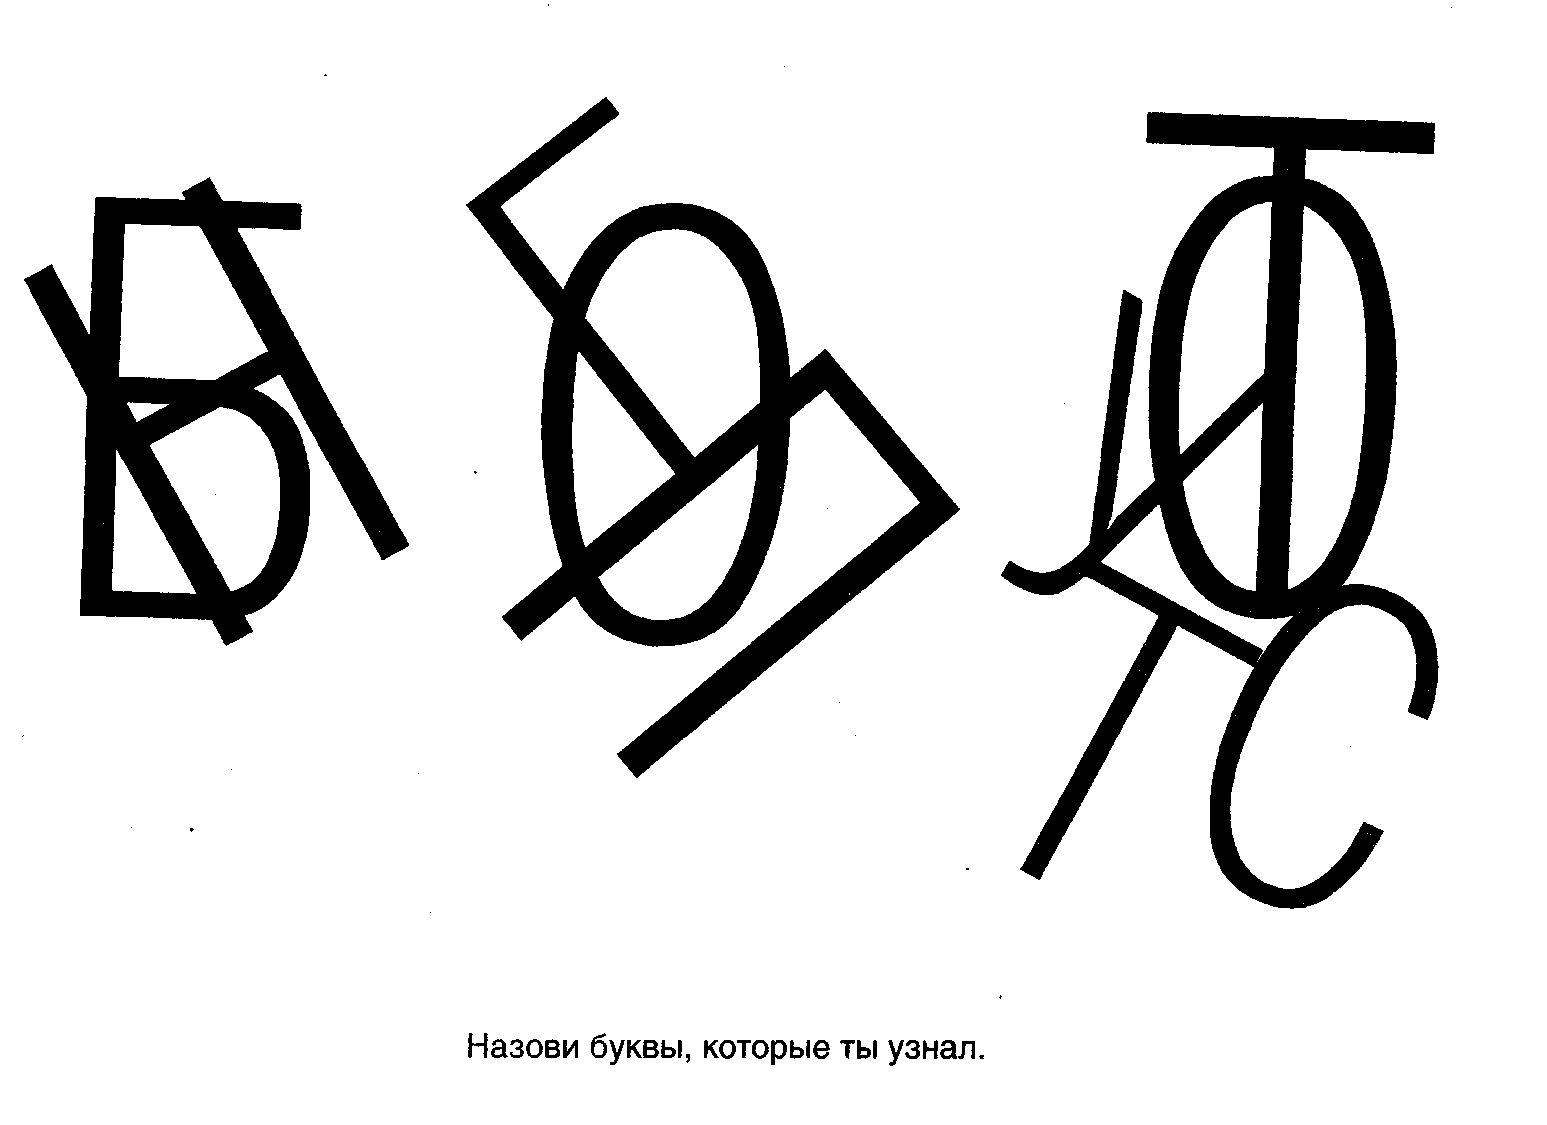 Б Н Г О П Т О У Т С
Назови буквы, которые ты узнал.